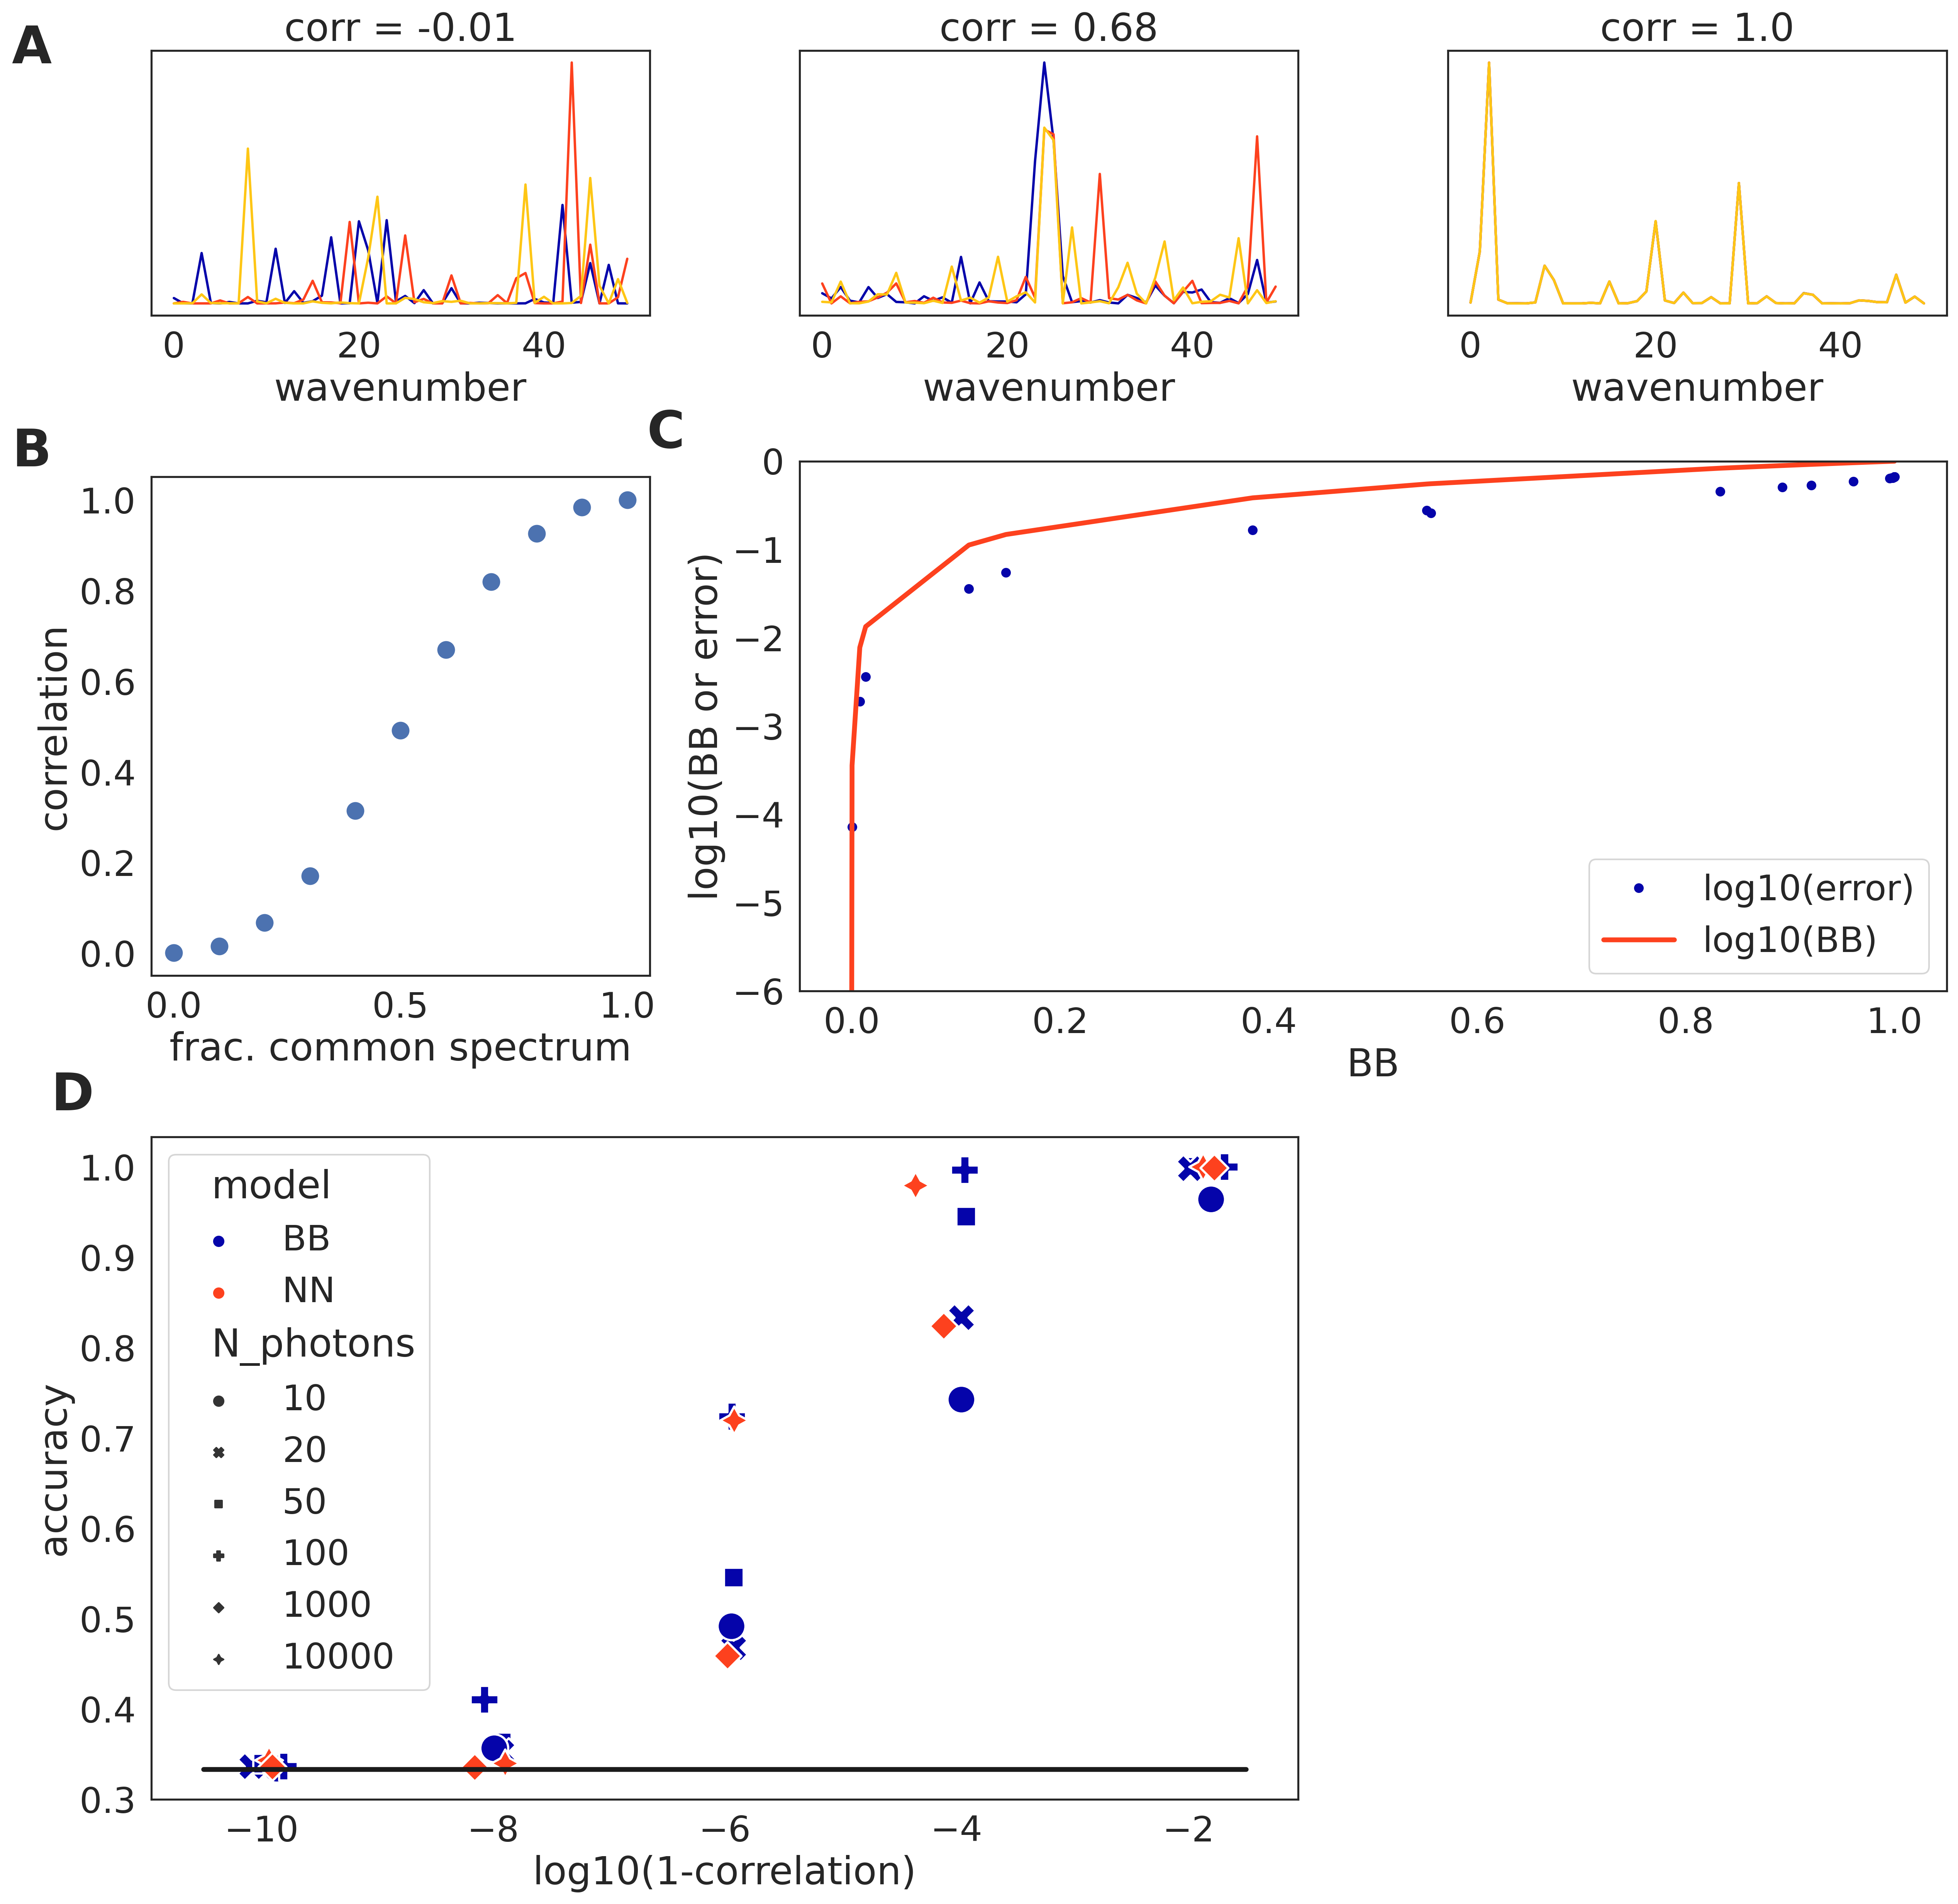 A
corr = -0.01
corr = 0.68
corr = 1.0
0 20 40
0 20 40
0 20 40
wavenumber
wavenumber
wavenumber
B
1.0
0.8
0.6
0.4
0.2
0.0
correlation
0.0 0.5 1.0
frac. common spectrum
C
0
−1
−2
−3
−4
−5
−6
log10(BB or error)
log10(error)
log10(BB)
0.0 0.2 0.4 0.6 0.8 1.0
BB
D
1.0
0.9
0.8
0.7
0.6
0.5
0.4
0.3
accuracy
model
BB
NN
N_photons
10
20
50
100
1000
10000
−10 −8 −6 −4 −2
log10(1-correlation)